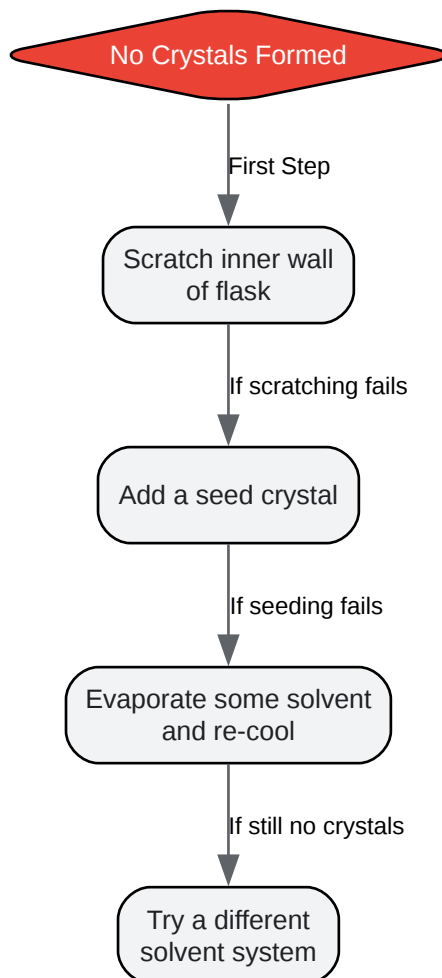 No Crystals Formed
First Step
Scratch inner wall
of flask
If scratching fails
Add a seed crystal
If seeding fails
Evaporate some solvent
and re-cool
If still no crystals
Try a different
solvent system